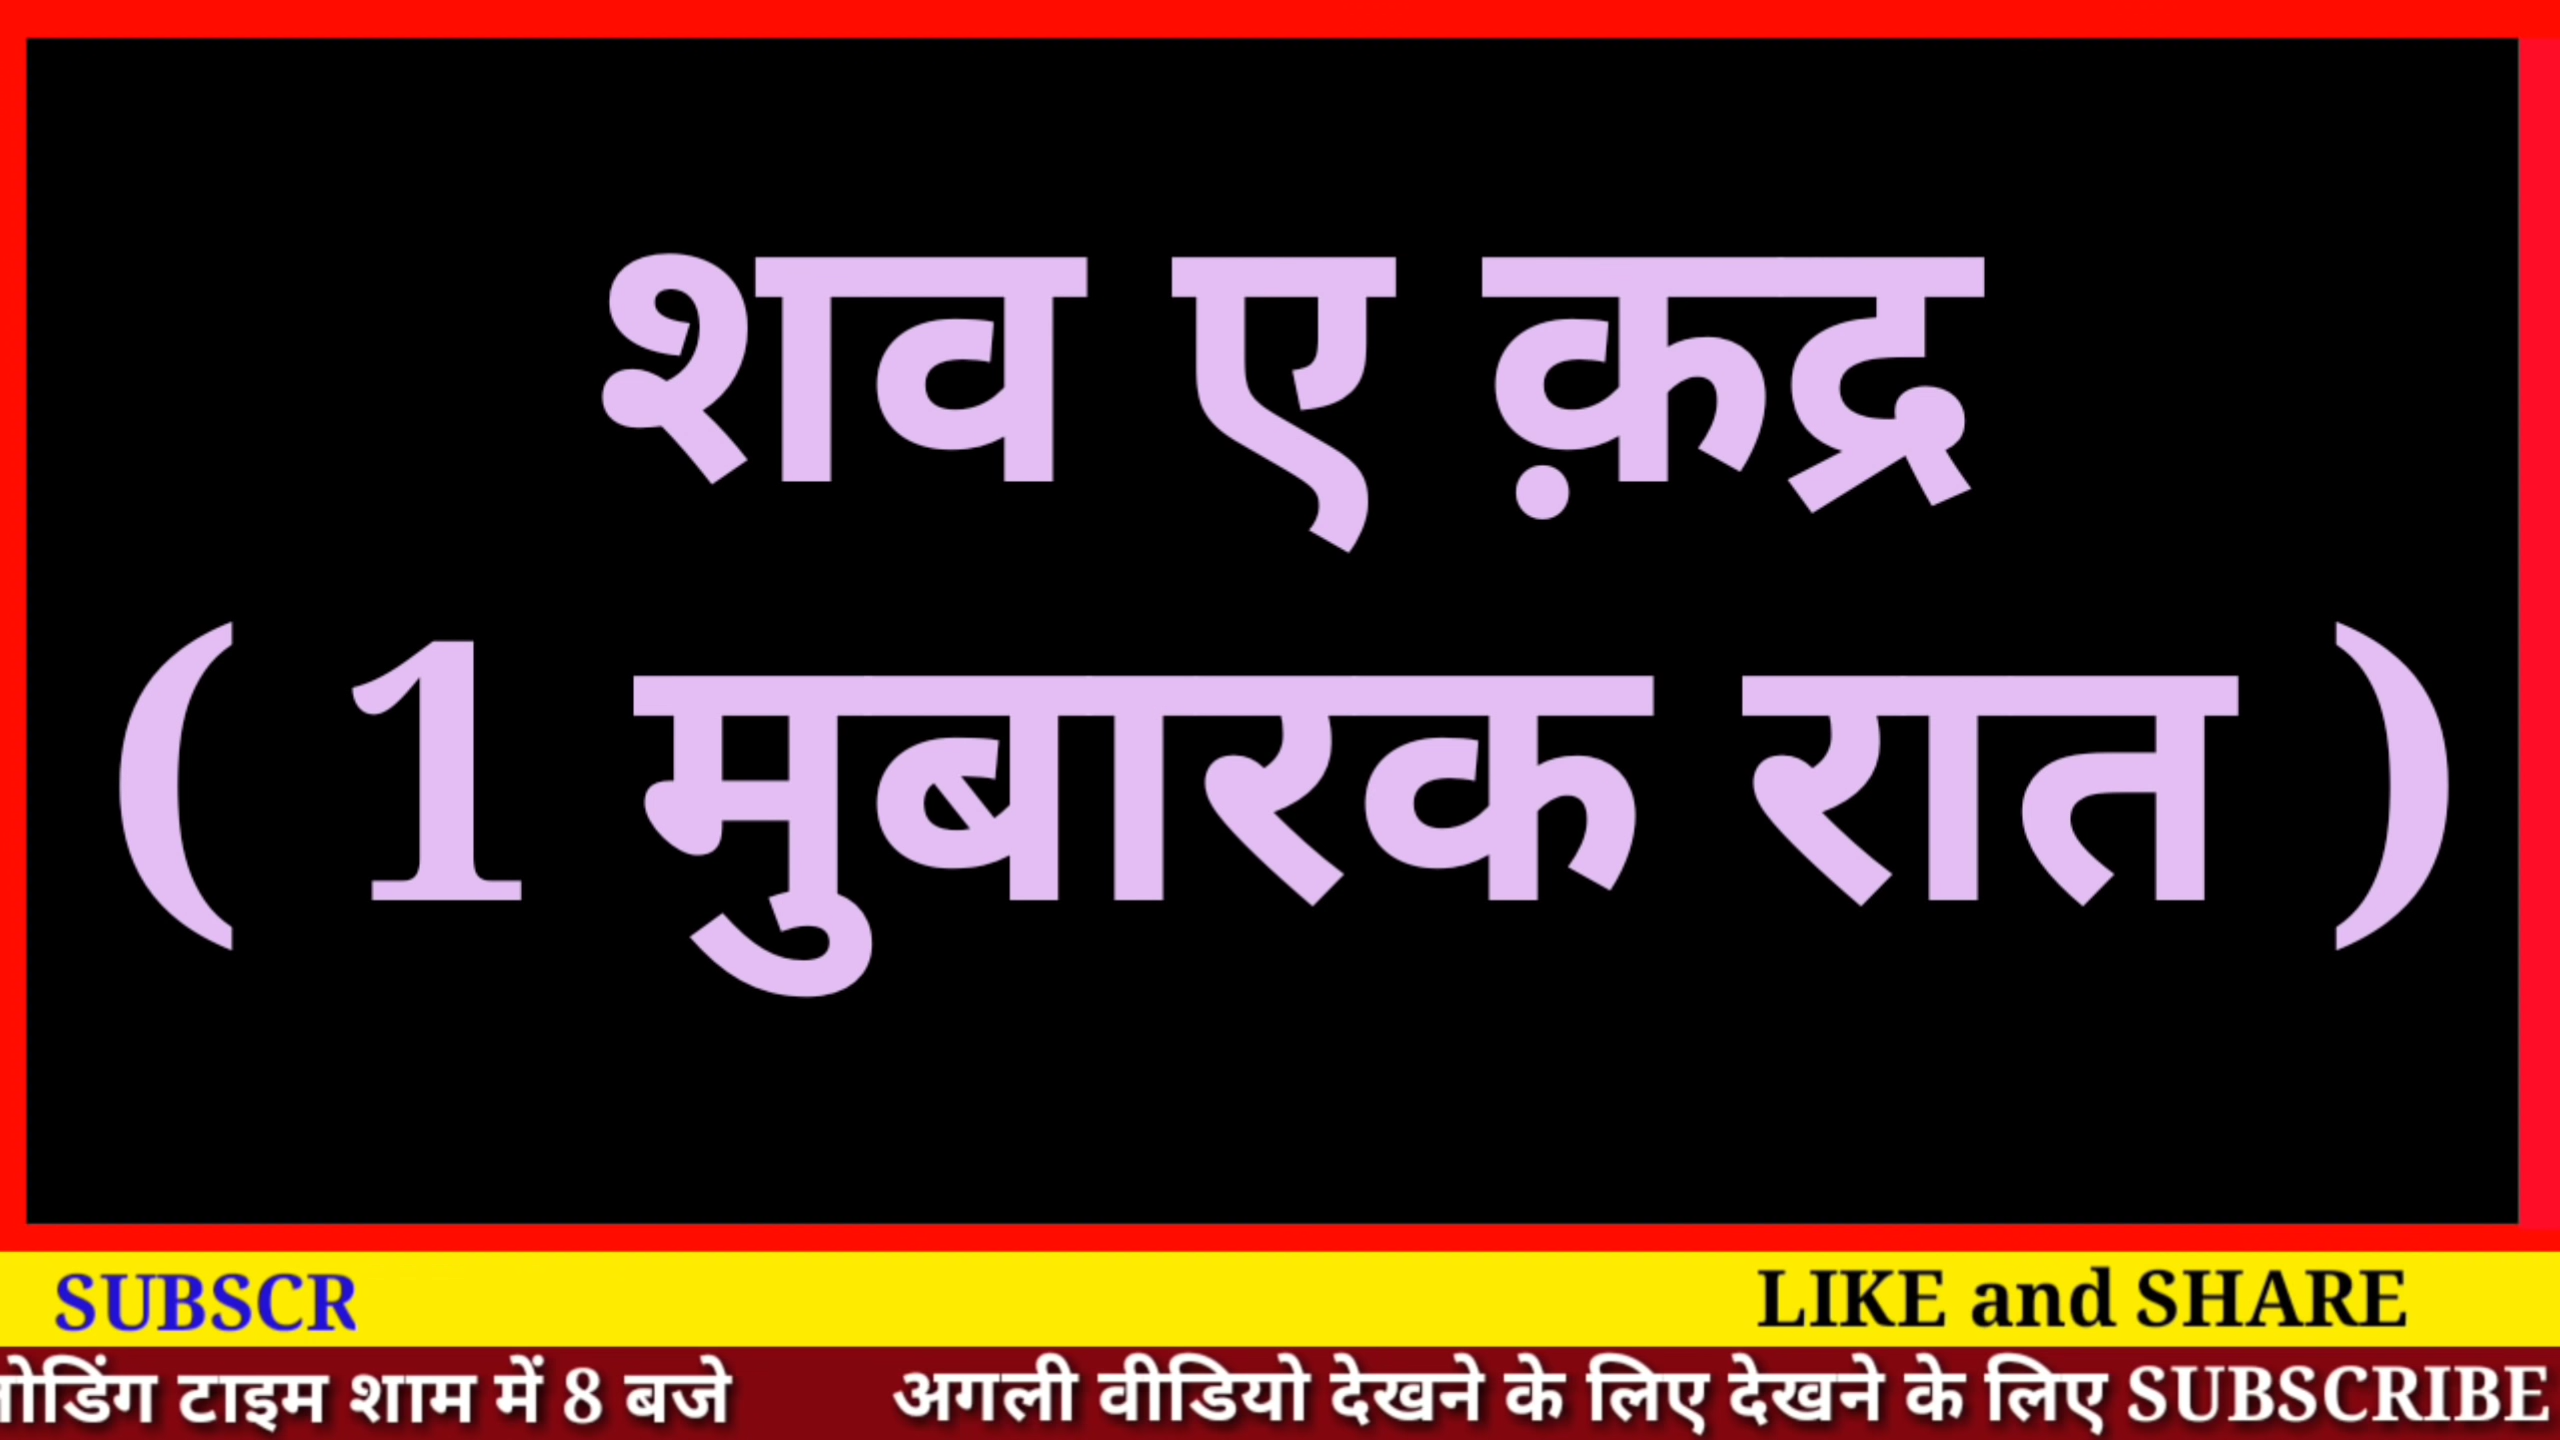 शव ए क़द्र
( 1 मुबारक रात )
SUBSCR LIKE and SHARE
टाइम शाम में 8 बजे अगली वीडियो देखने के लिए देखने के लिए SUBSCRIBE